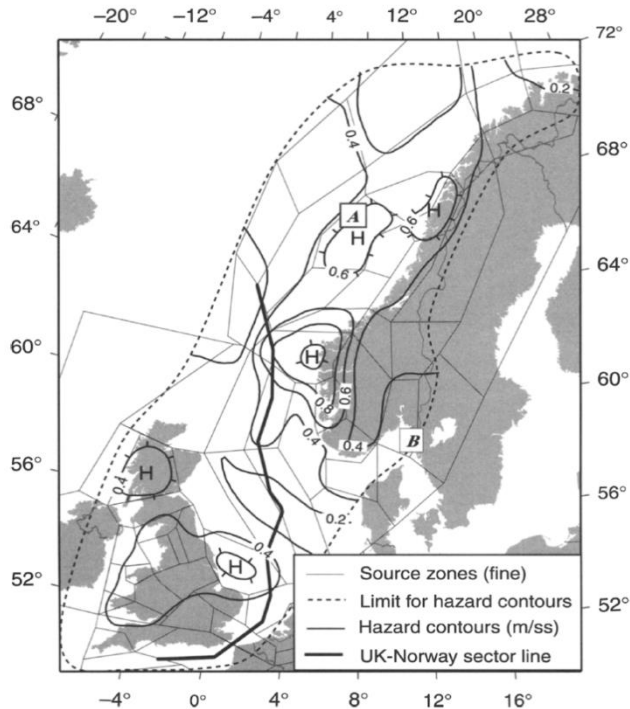 −20° −12° −4° 4° 12° 20° 28°
72°
68°
0.2
0.4
68°
A
H
H
0.6
64°
0.6
64°
60°
H
60°
0.8
0.6
0.4
0.4
B
56°
H
0.4
56°
0.2
0.4
H
52°
52°
Source zones (fine)
Limit for hazard contours
Hazard contours (m/ss)
UK-Norway sector line
−4° 0° 4° 8° 12° 16°